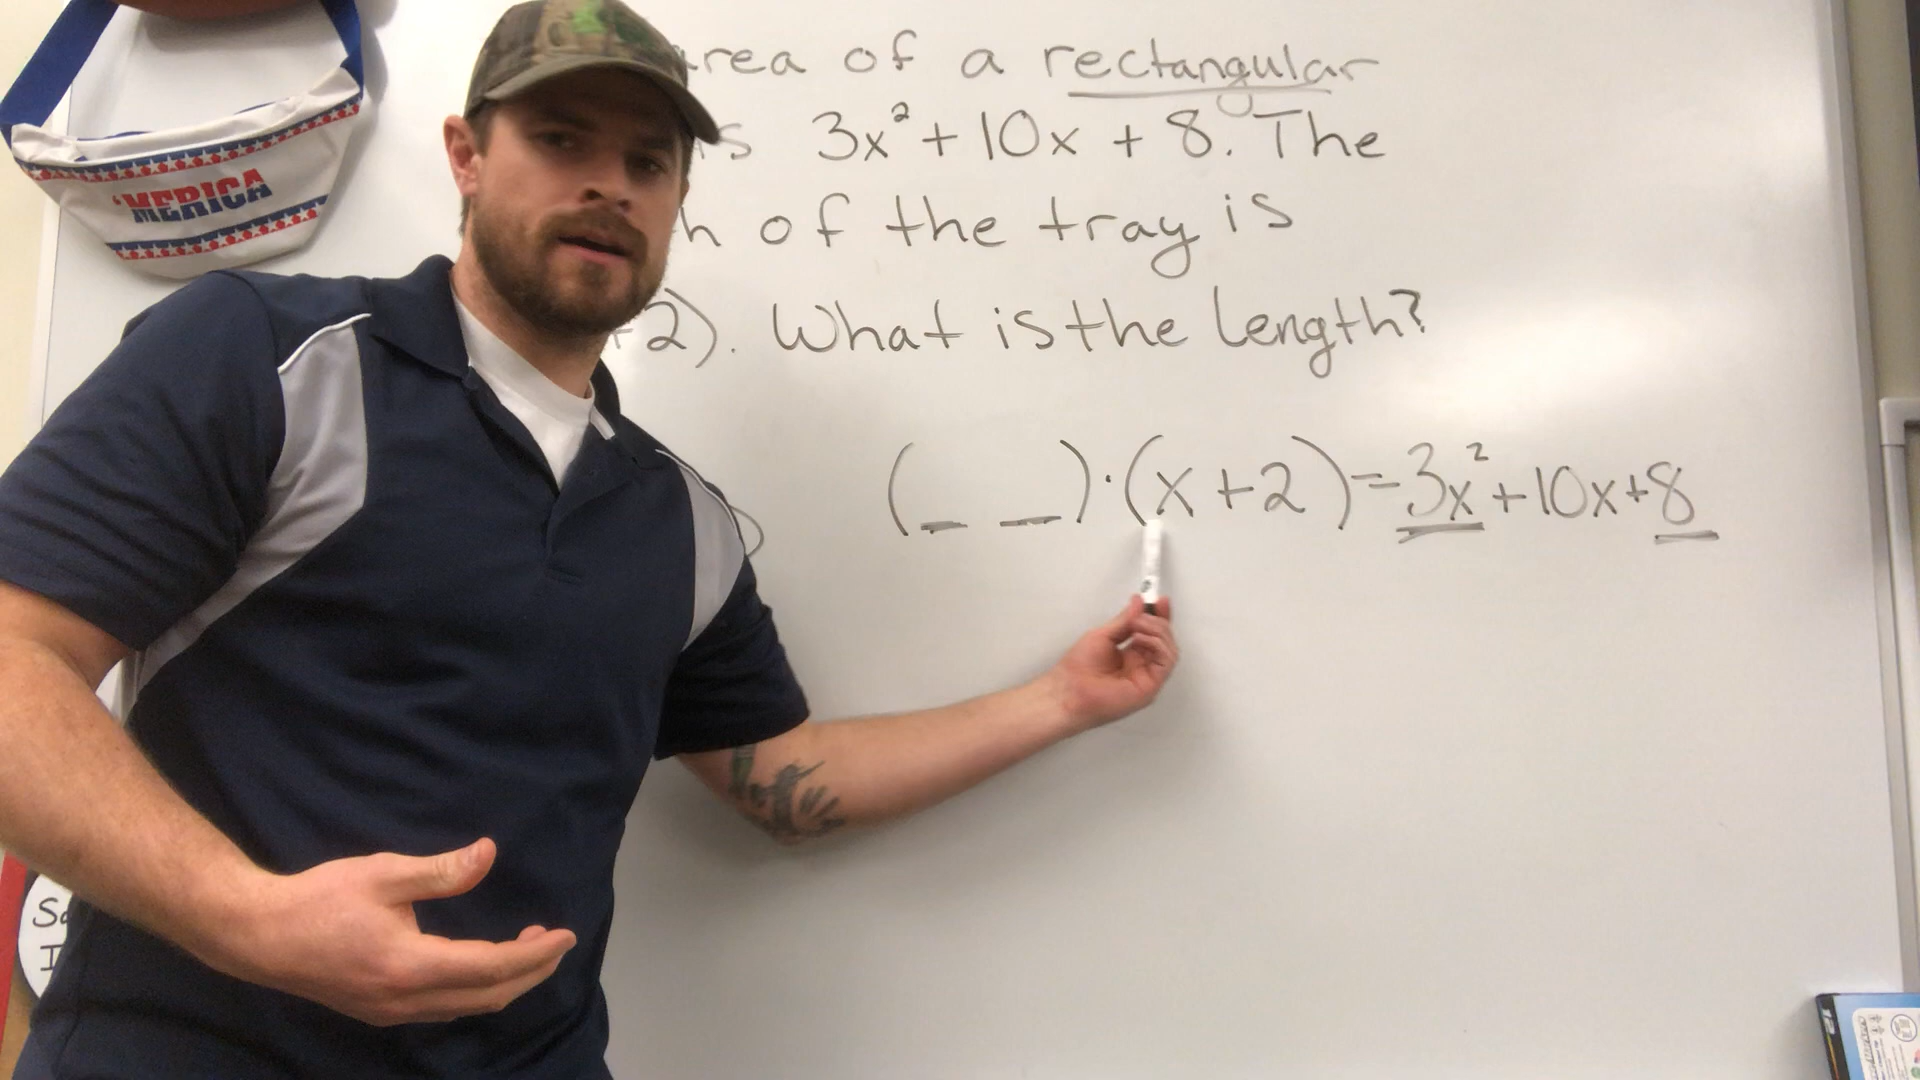 'MERICA
area of a rectangular
is 3x² + 10x + 8. The
h of the tray is
+2). What is the length?
(_ _)·(x+2)=3x²+10x+8